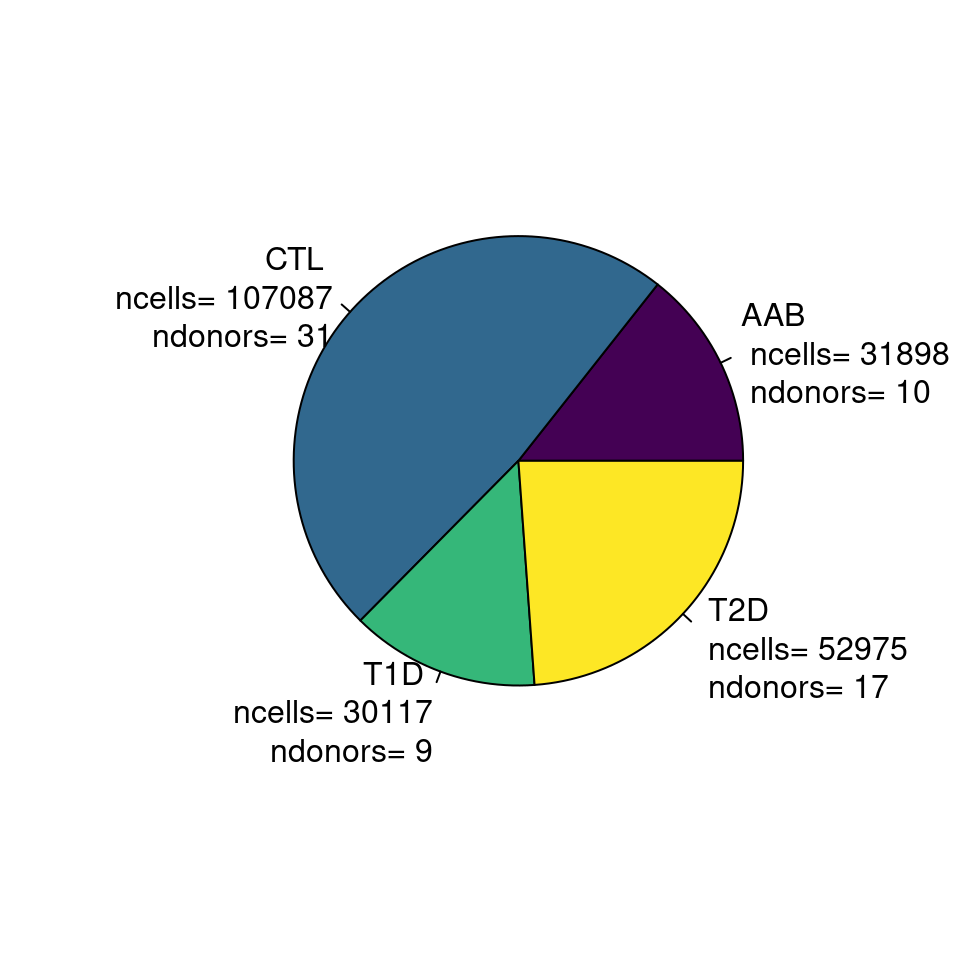 CTL
ncells= 107087
ndonors= 31
AAB
ncells= 31898
ndonors= 10
T2D
ncells= 52975
ndonors= 17
T1D
ncells= 30117
ndonors= 9